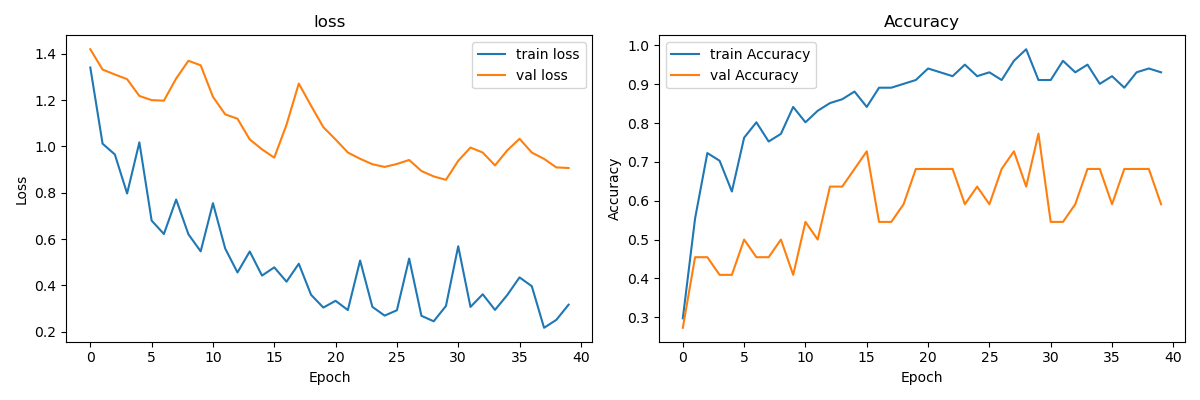 loss
1.4
1.2
1.0
0.8
0.6
0.4
0.2
Loss
train loss
val loss
0 5 10 15 20 25 30 35 40
Epoch
Accuracy
1.0
0.9
0.8
0.7
0.6
0.5
0.4
0.3
Accuracy
train Accuracy
val Accuracy
0 5 10 15 20 25 30 35 40
Epoch